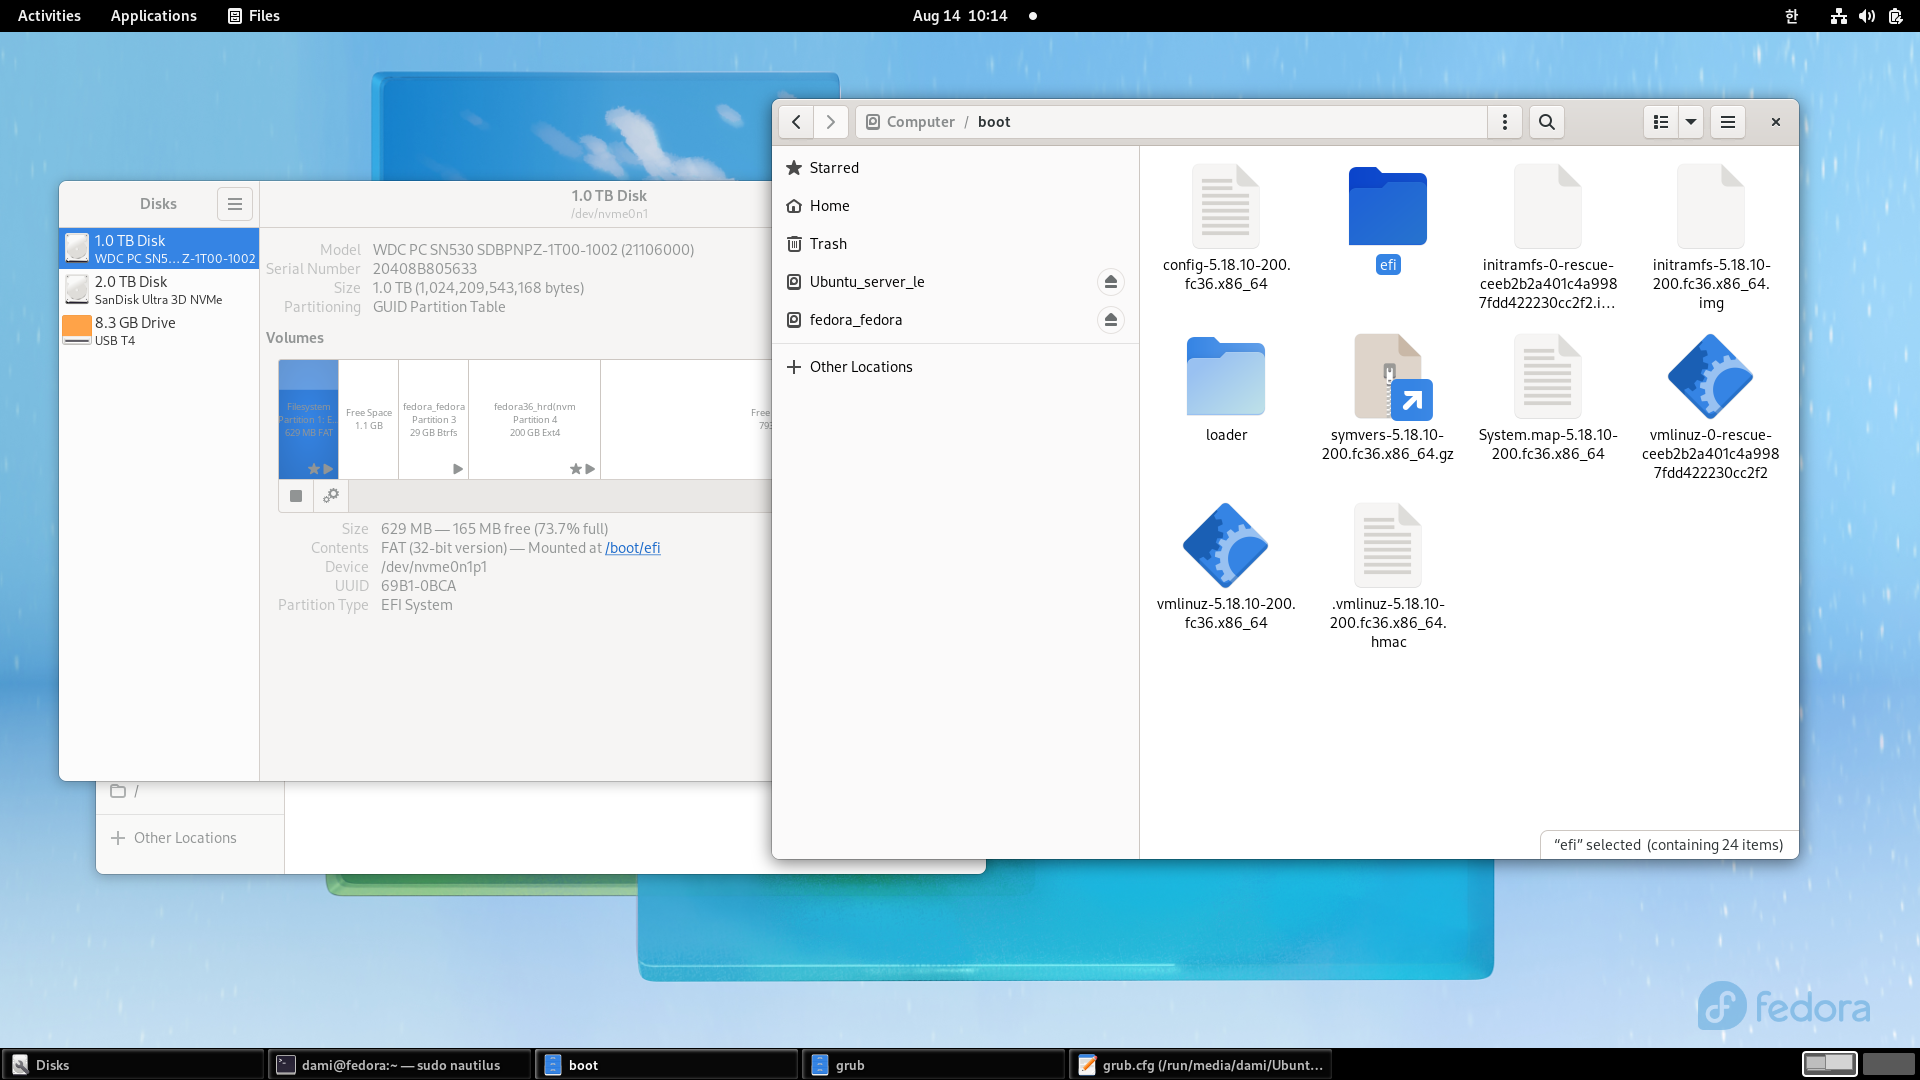 Activities
Applications
Files
Aug 14 10:14
한
Disks
1.0 TB Disk
/dev/nvme0n1
1.0 TB Disk
WDC PC SN5…Z-1T00-1002
2.0 TB Disk
SanDisk Ultra 3D NVMe
8.3 GB Drive
USB T4
Model WDC PC SN530 SDBPNPZ-1T00-1002 (21106000)
Serial Number 20408B805633
Size 1.0 TB (1,024,209,543,168 bytes)
Partitioning GUID Partition Table
Volumes
Filesystem
Partition 1: E…
629 MB FAT
Free Space
1.1 GB
fedora_fedora
Partition 3
29 GB Btrfs
fedora36_hrd(nvm
Partition 4
200 GB Ext4
Free
793
Size 629 MB — 165 MB free (73.7% full)
Contents FAT (32-bit version) — Mounted at /boot/efi
Device /dev/nvme0n1p1
UUID 69B1-0BCA
Partition Type EFI System
/
Other Locations
Computer / boot
Starred
Home
Trash
Ubuntu_server_le
fedora_fedora
Other Locations
config-5.18.10-200.
fc36.x86_64
efi
initramfs-0-rescue-
ceeb2b2a401c4a998
7fdd422230cc2f2.i…
initramfs-5.18.10-
200.fc36.x86_64.
img
loader
symvers-5.18.10-
200.fc36.x86_64.gz
System.map-5.18.10-
200.fc36.x86_64
vmlinuz-0-rescue-
ceeb2b2a401c4a998
7fdd422230cc2f2
vmlinuz-5.18.10-200.
fc36.x86_64
.vmlinuz-5.18.10-
200.fc36.x86_64.
hmac
“efi” selected (containing 24 items)
fedora
Disks
dami@fedora:~ — sudo nautilus
boot
grub
grub.cfg (/run/media/dami/Ubunt…